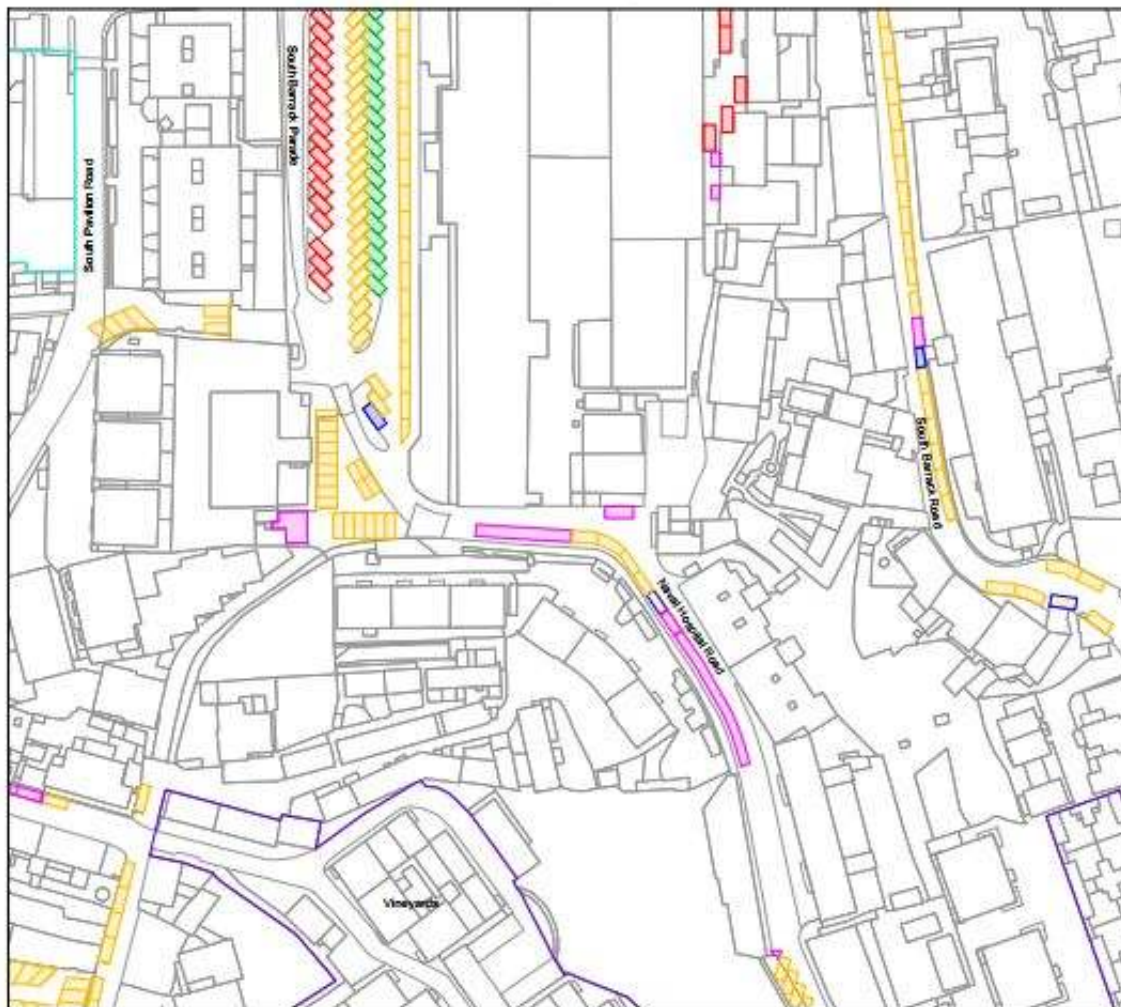 South Barrack Parade
South Pavilion Road
South Barrack Road
Naval Hospital Road
Vineyards